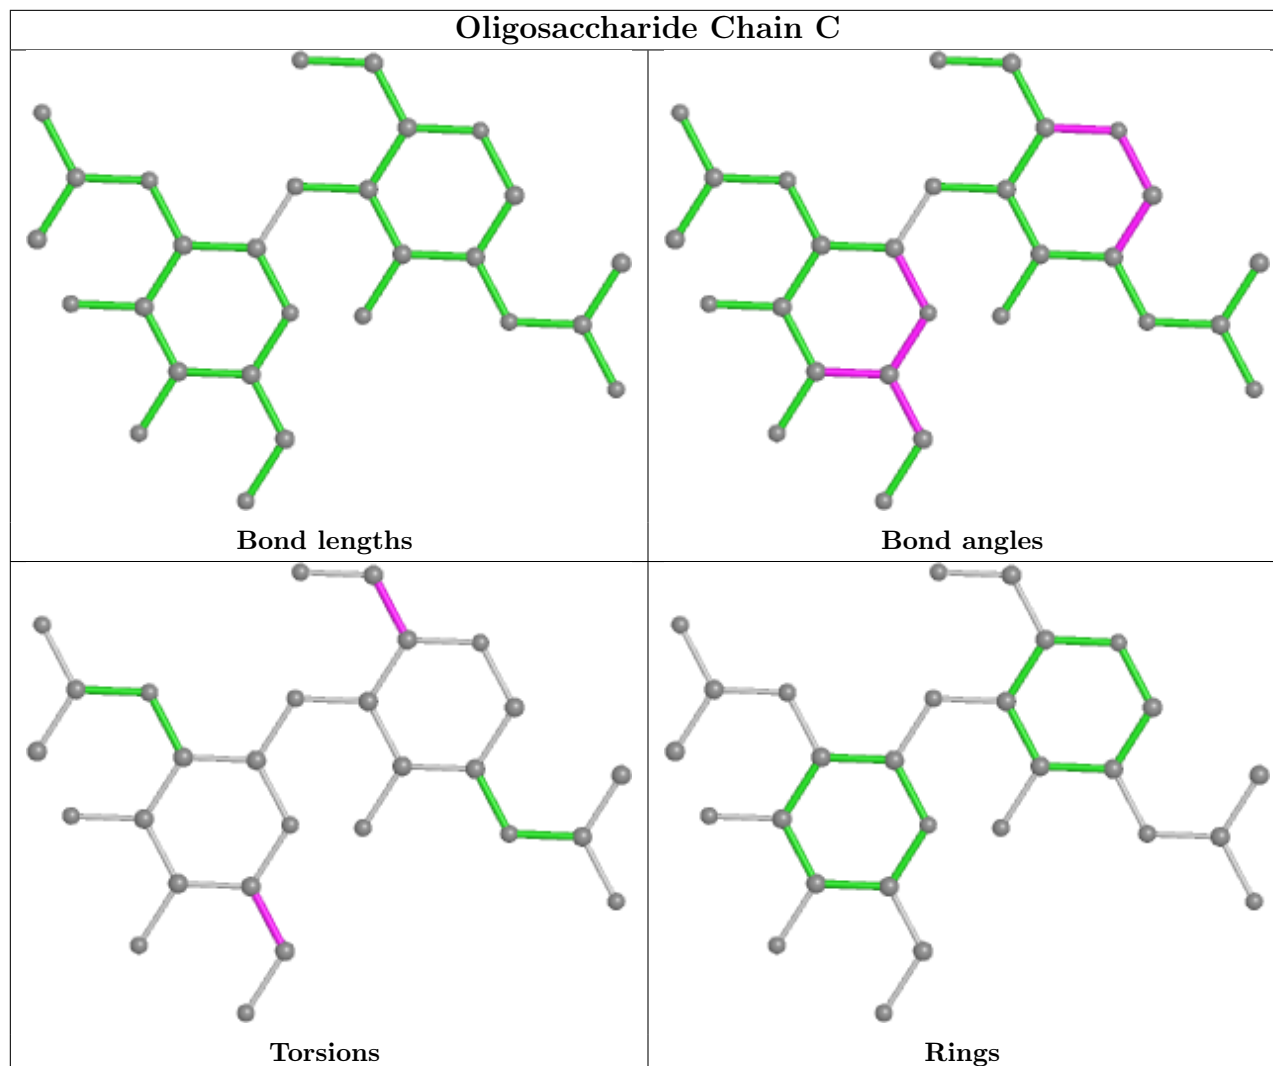 Oligosaccharide Chain C
Bond lengths
Bond angles
Torsions
Rings